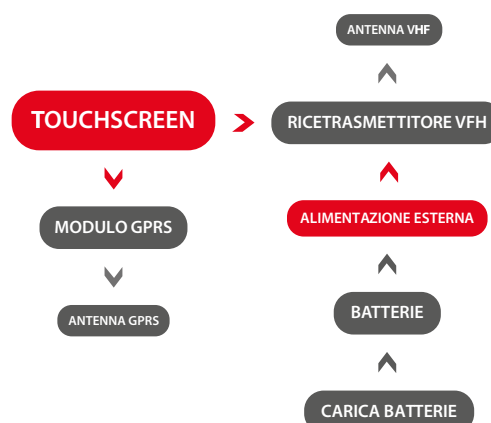 ANTENNA VHF
TOUCHSCREEN
RICETRASMETTITORE VFH
MODULO GPRS
ALIMENTAZIONE ESTERNA
ANTENNA GPRS
BATTERIE
CARICA BATTERIE